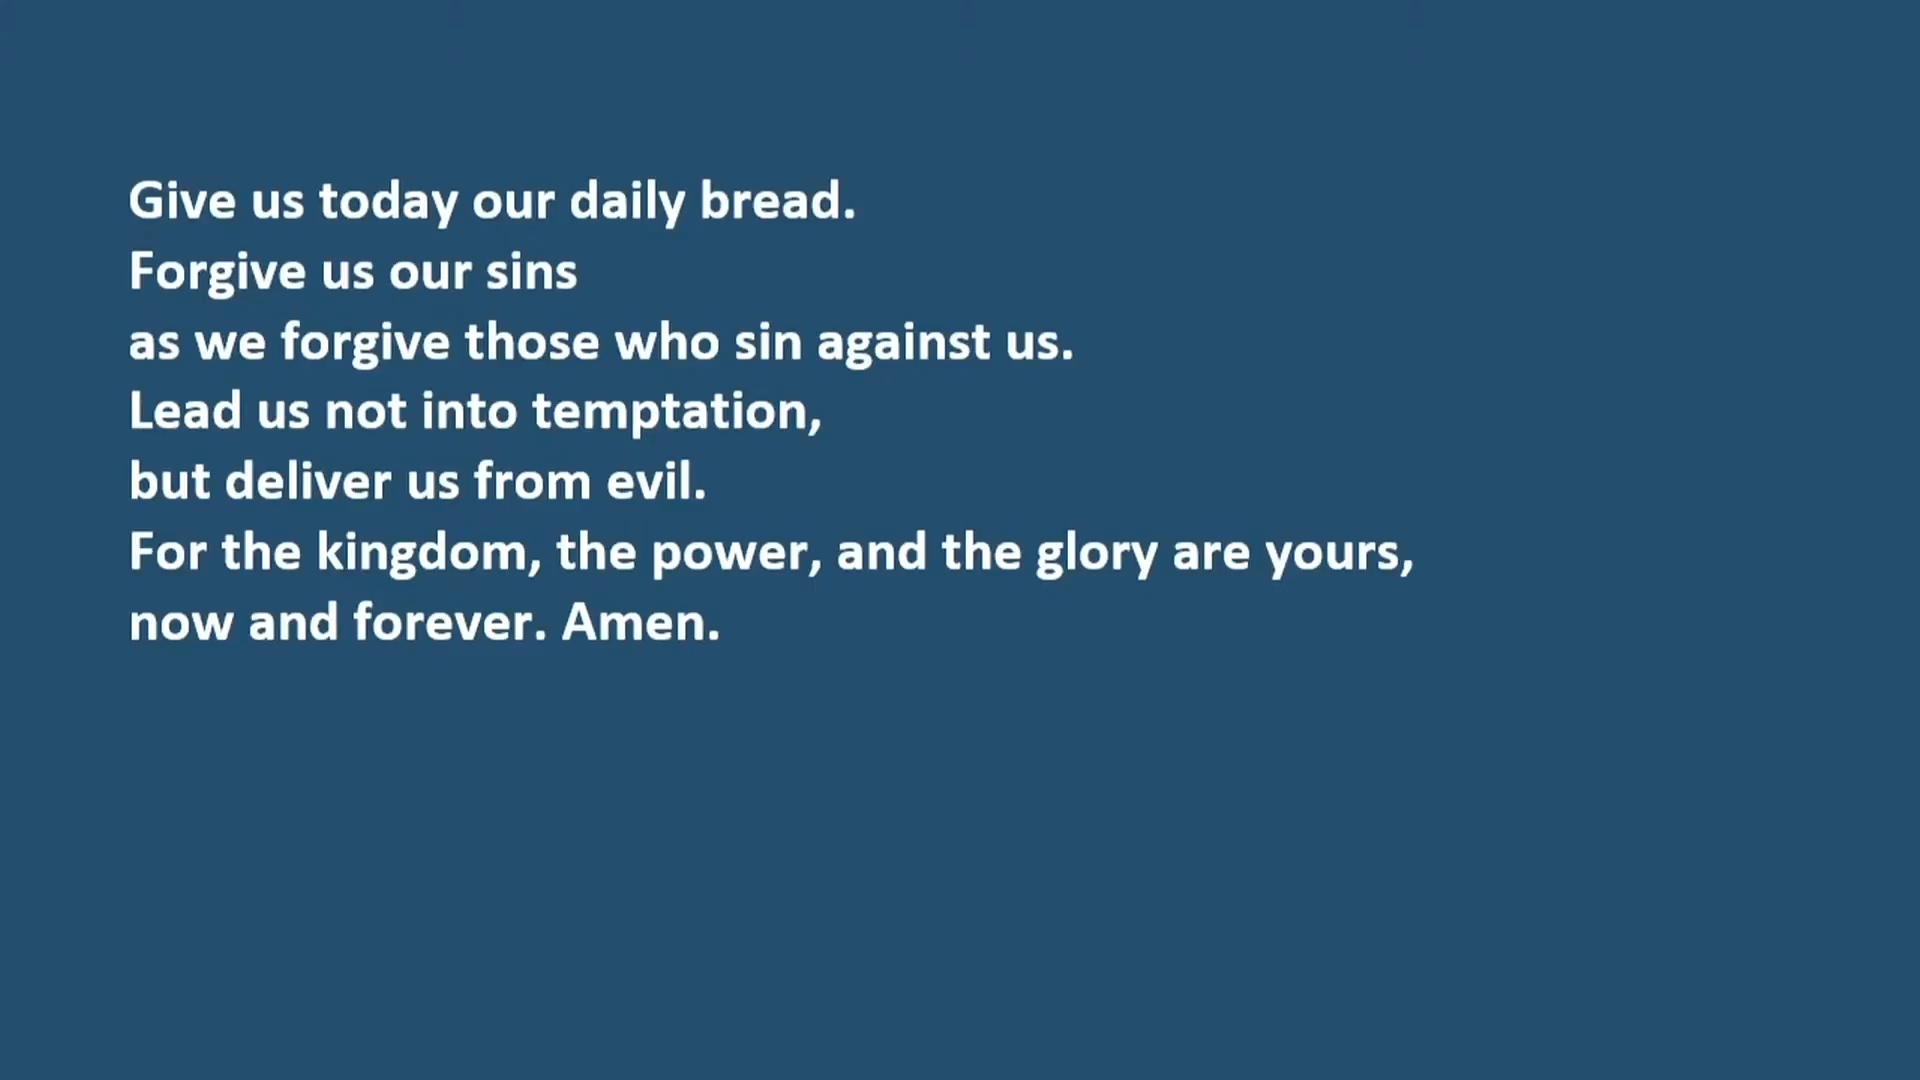 Give us today our daily bread.
Forgive us our sins
as we forgive those who sin against us.
Lead us not into temptation,
but deliver us from evil.
For the kingdom, the power, and the glory are yours,
now and forever. Amen.